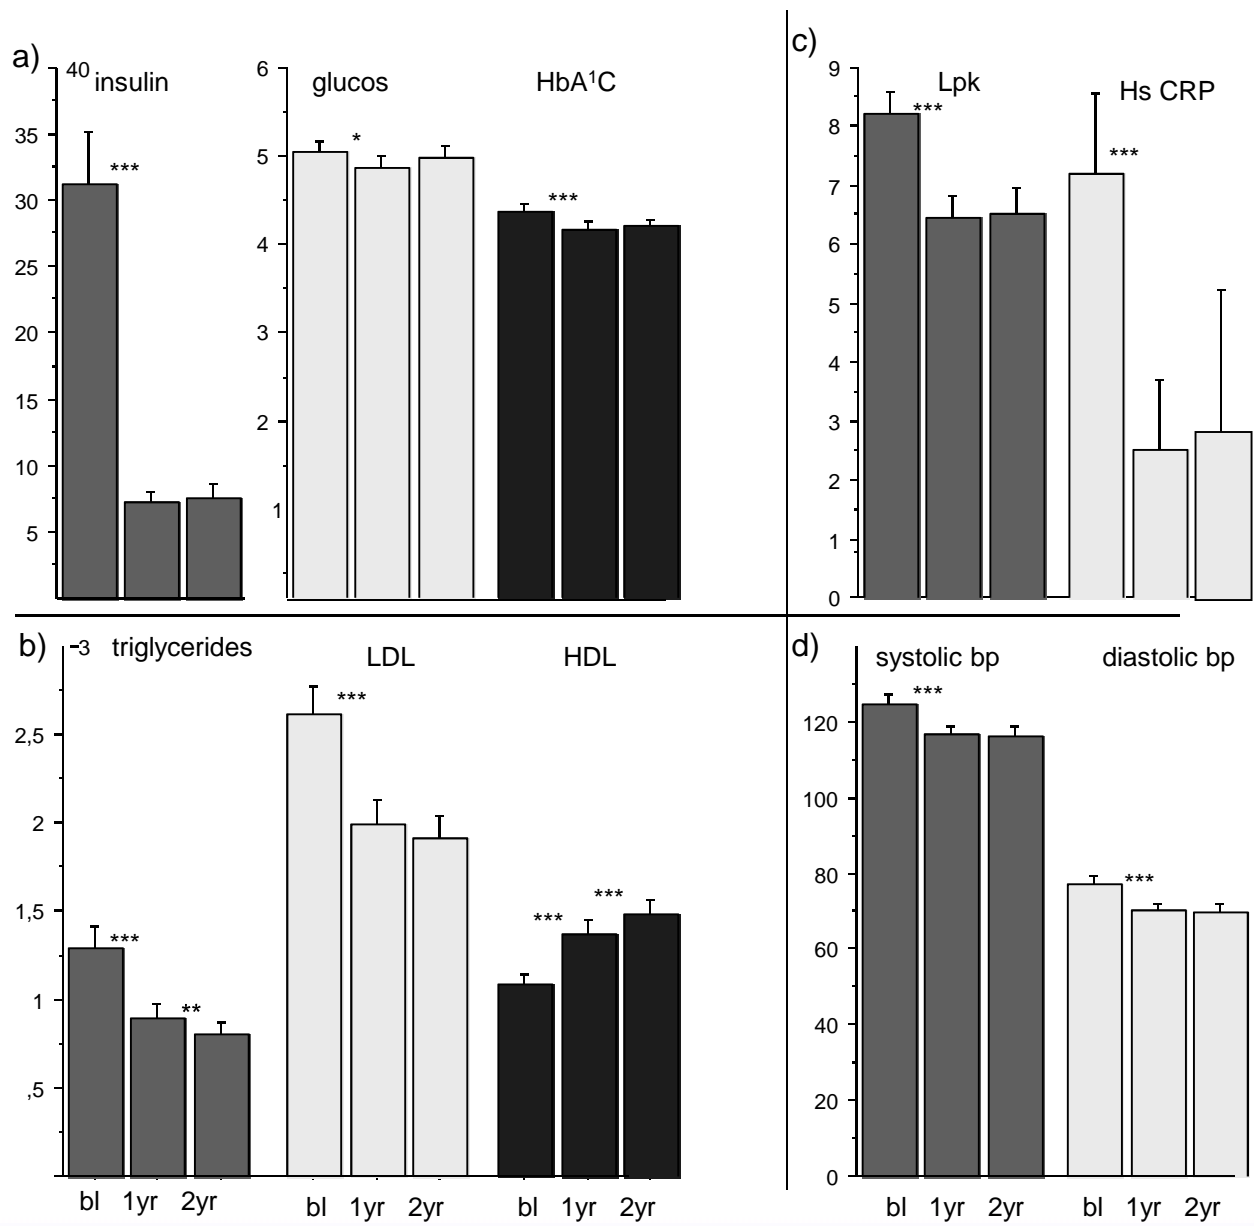 a)
40 insulin
35
30
25
20
15
10
5
***
6
5
4
3
2
1
glucos
*
HbA¹C
***
c)
9
8
7
6
5
4
3
2
1
0
Lpk
***
Hs CRP
***
b)
3 triglycerides
2,5
2
1,5
1
,5
***
**
LDL
***
HDL
***
***
bl 1yr 2yr
bl 1yr 2yr
bl 1yr 2yr
d)
120
100
80
60
40
20
0
systolic bp
***
diastolic bp
***
bl 1yr 2yr
bl 1yr 2yr